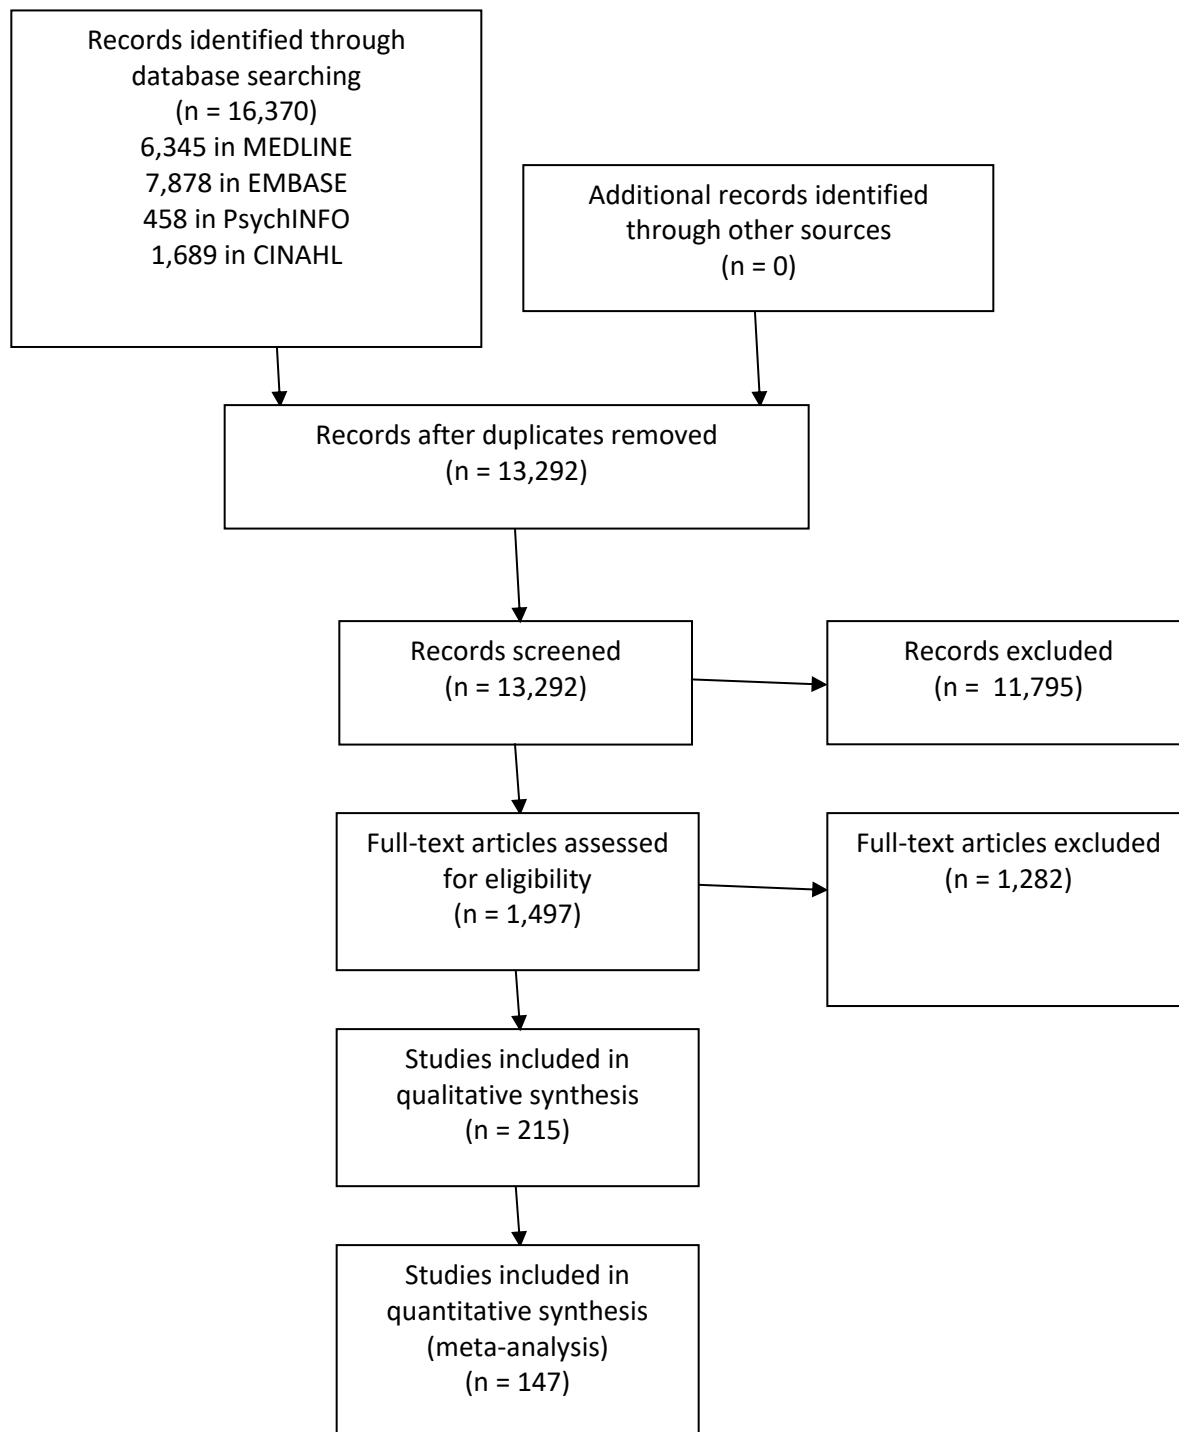 Records identified through
database searching
(n = 16,370)
6,345 in MEDLINE
7,878 in EMBASE
458 in PsychINFO
1,689 in CINAHL
Additional records identified
through other sources
(n = 0)
Records after duplicates removed
(n = 13,292)
Records screened
(n = 13,292)
Records excluded
(n =  11,795)
Full-text articles assessed
for eligibility
(n = 1,497)
Full-text articles excluded
(n = 1,282)
Studies included in
qualitative synthesis
(n = 215)
Studies included in
quantitative synthesis
(meta-analysis)
(n = 147)